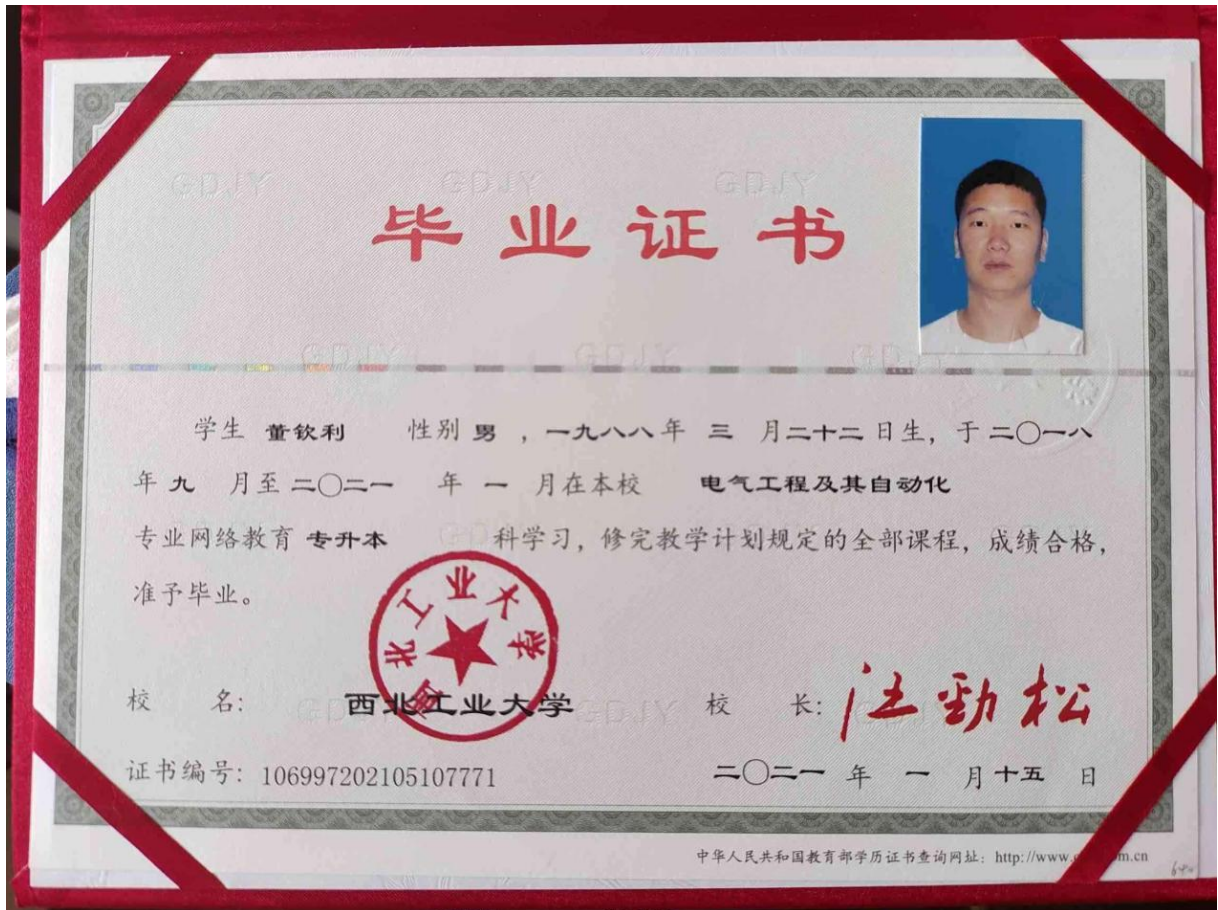 毕业证书
学生 董钦利 性别 男 ，一九八八年 三 月二十二日生，于二〇一八
年 九 月至二〇二一 年 一 月在本校 电气工程及其自动化
专业网络教育 专升本 科学习，修完教学计划规定的全部课程，成绩合格，
准予毕业。
西北工业大学
校 名： 西北工业大学 校 长： 汪劲松
证书编号：106997202105107771 二〇二一 年 一 月十五 日
中华人民共和国教育部学历证书查询网址：http://www.
GDJY GDJY GDJY
GDJY GDJY GDJY